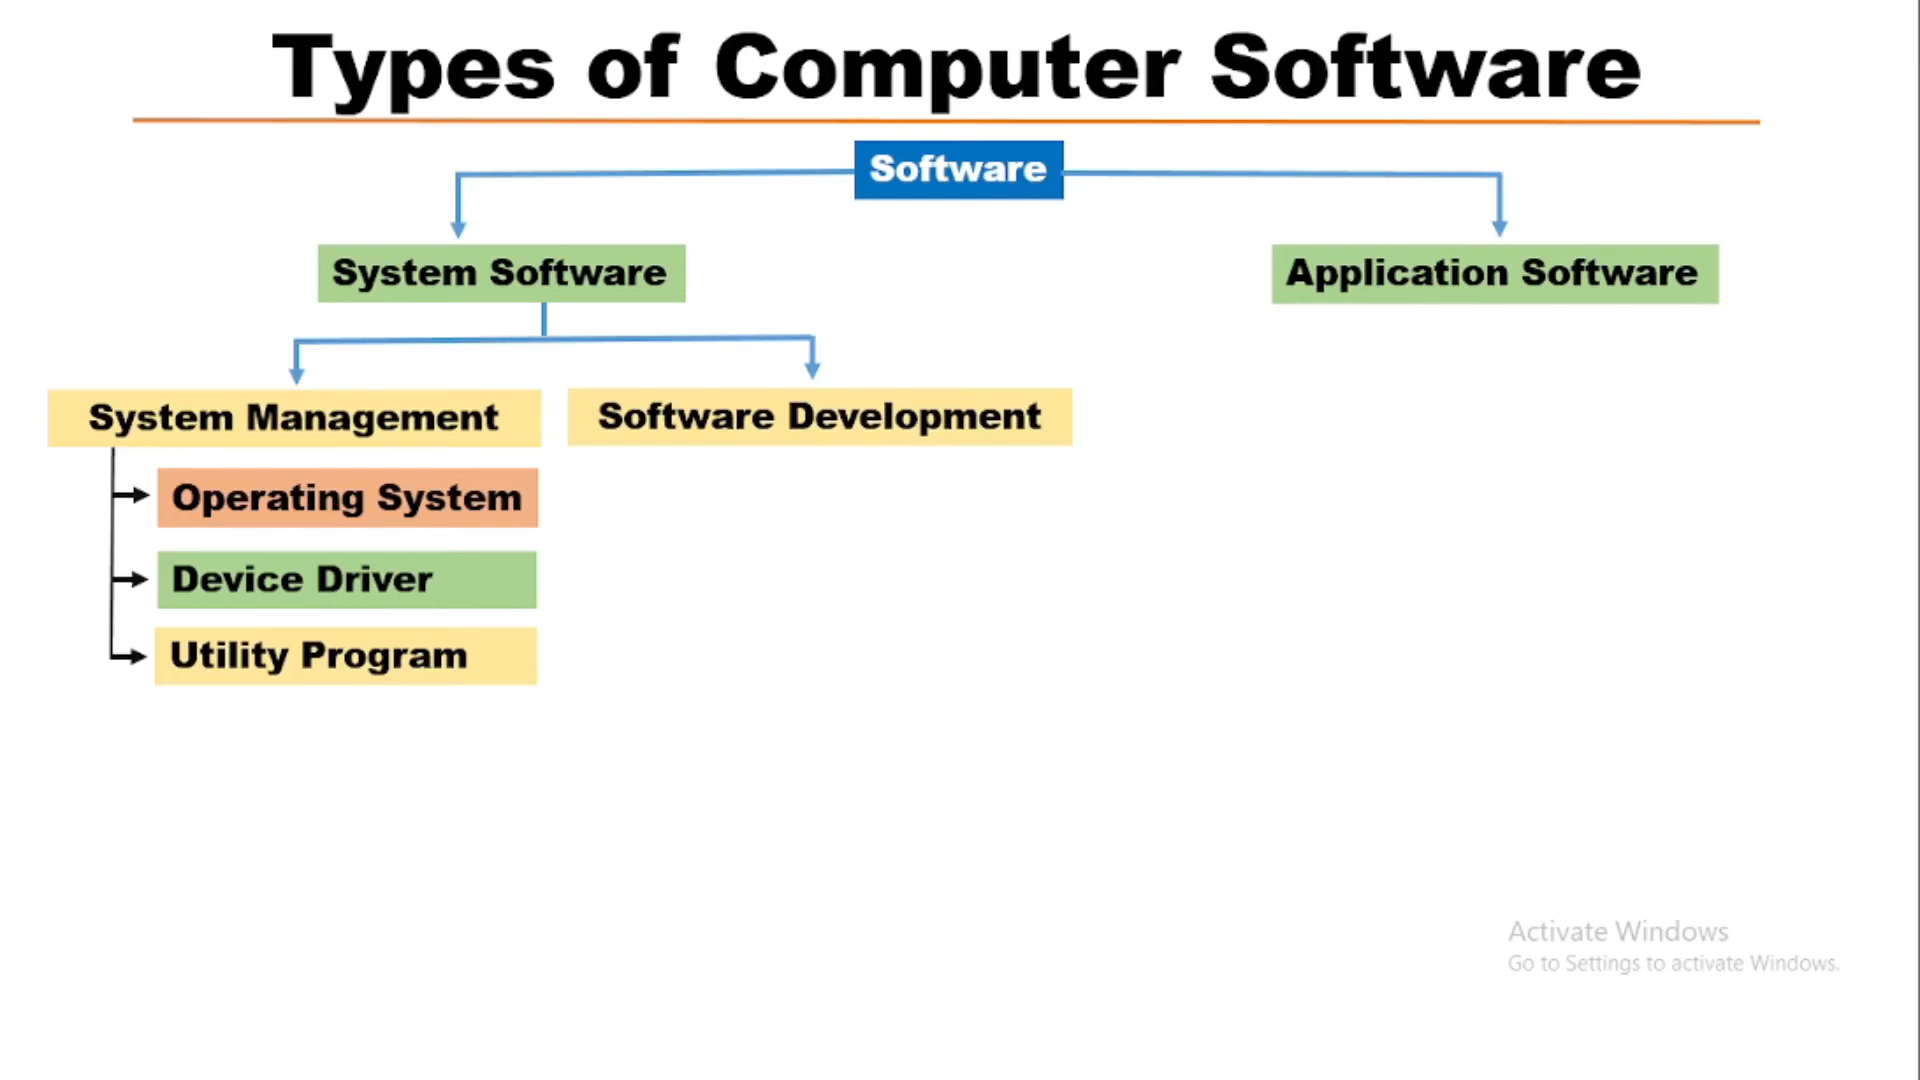 Types of Computer Software
Software
System Software
Application Software
System Management
Software Development
Operating System
Device Driver
Utility Program
Activate Windows
Go to Settings to activate Windows.